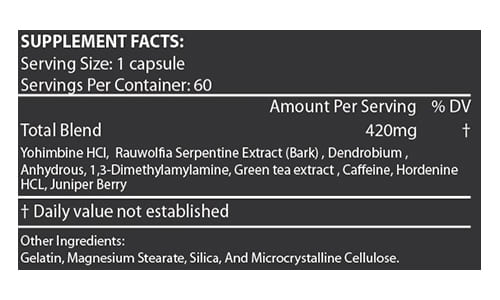 SUPPLEMENT FACTS:
Serving Size: 1 capsule
Servings Per Container: 60
Amount Per Serving % DV
Total Blend 420mg †
Yohimbine HCl, Rauwolfia Serpentine Extract (Bark) , Dendrobium ,
Anhydrous, 1,3-Dimethylamylamine, Green tea extract , Caffeine, Hordenine
HCL, Juniper Berry
† Daily value not established
Other Ingredients:
Gelatin, Magnesium Stearate, Silica, And Microcrystalline Cellulose.